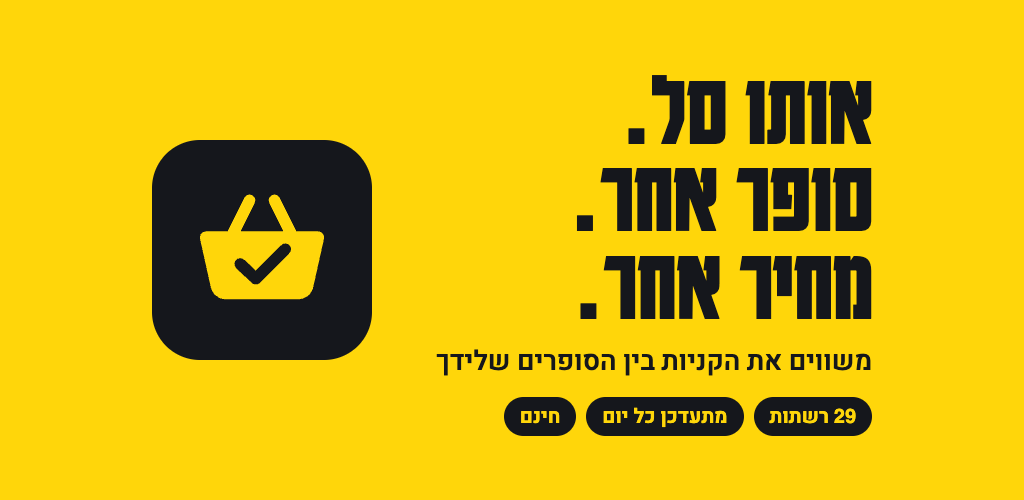 אותו סל.
סופר אחר.
מחיר אחר.
משווים את הקניות בין הסופרים שלידך
29 רשתות
מתעדכן כל יום
חינם